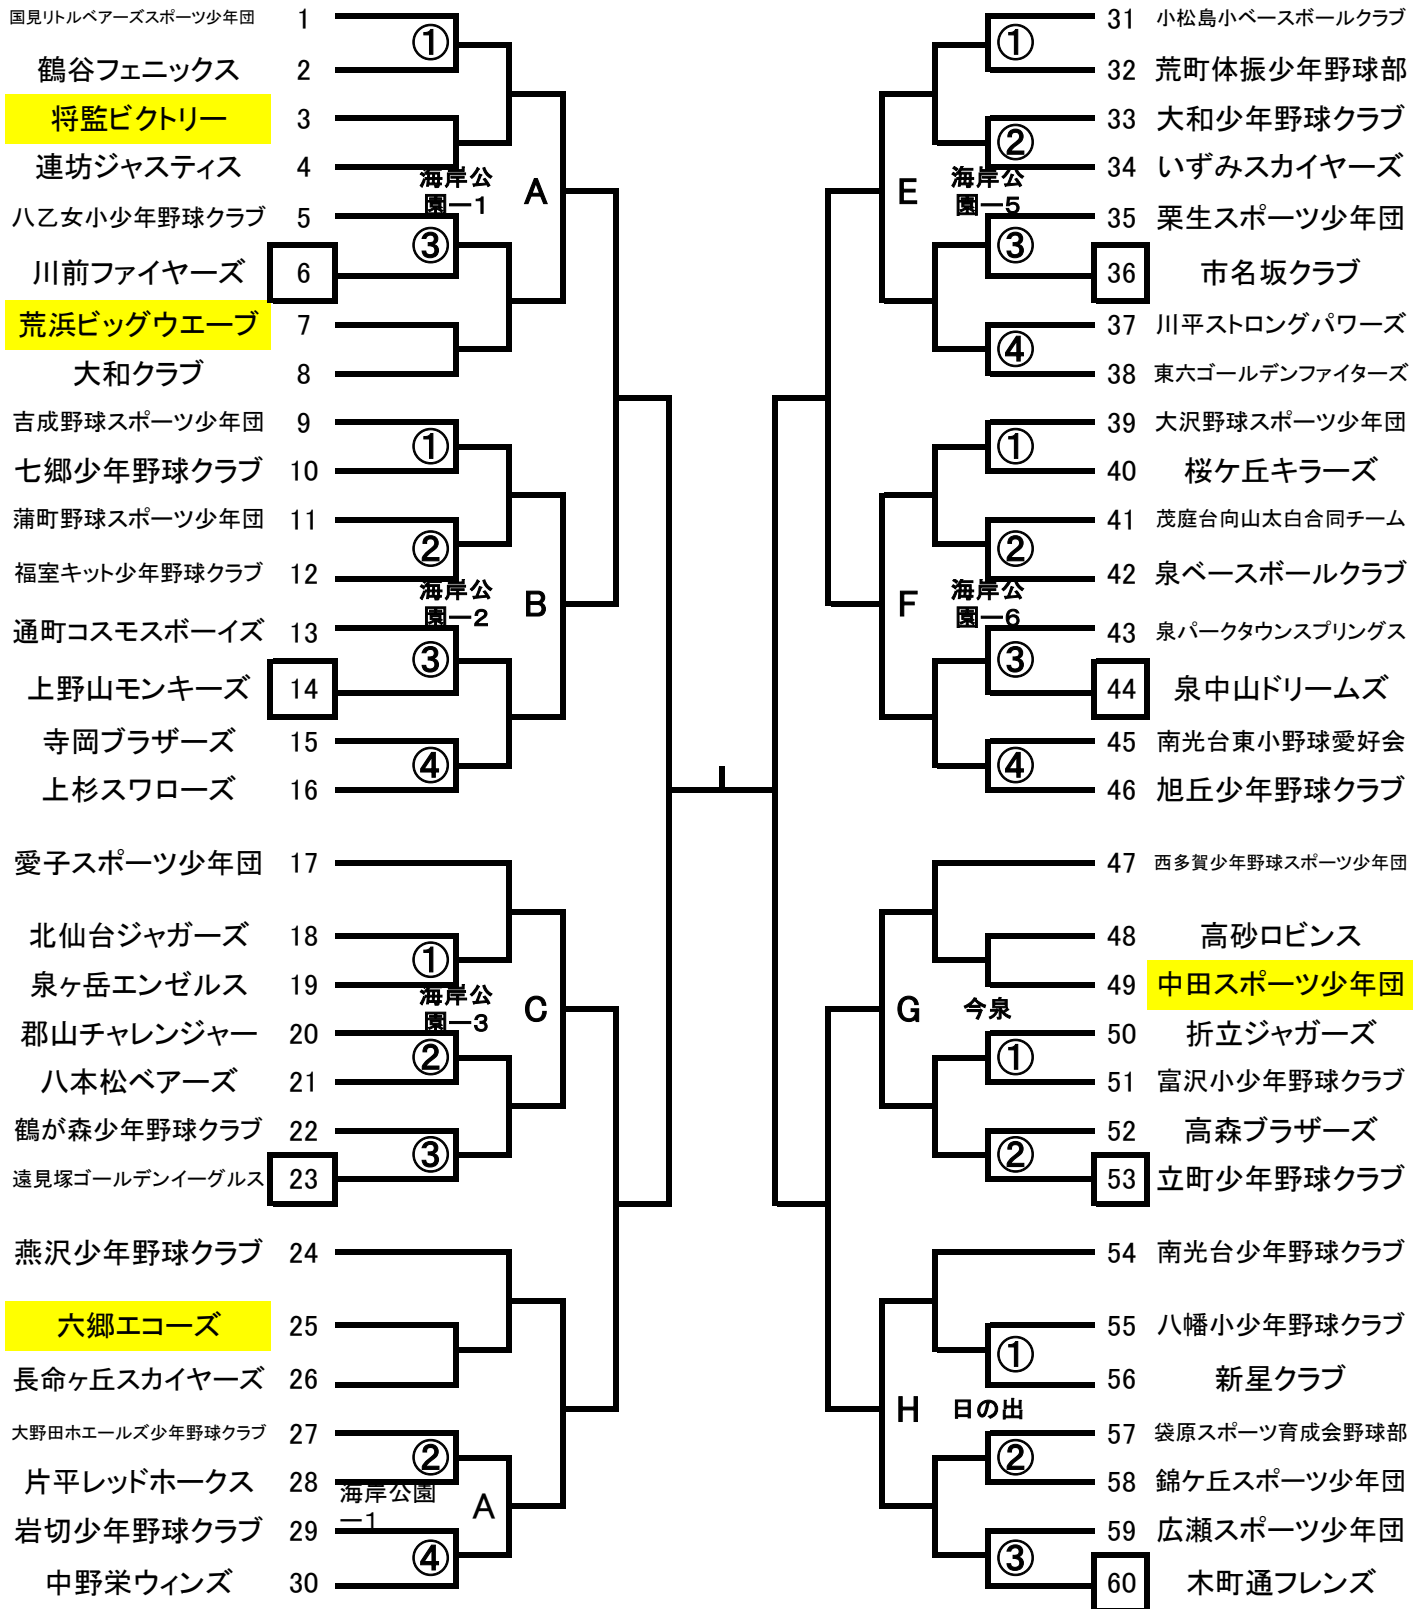 国見リトルベアーズスポーツ少年団 1
①
鶴谷フェニックス 2
将監ビクトリー 3
連坊ジャスティス 4
海岸公
園ー1
A
八乙女小少年野球クラブ 5
③
川前ファイヤーズ 6
荒浜ビッグウエーブ 7
大和クラブ 8
吉成野球スポーツ少年団 9
①
七郷少年野球クラブ 10
蒲町野球スポーツ少年団 11
②
福室キット少年野球クラブ 12
海岸公
園ー2
B
通町コスモスボーイズ 13
③
上野山モンキーズ 14
寺岡ブラザーズ 15
④
上杉スワローズ 16
愛子スポーツ少年団 17
北仙台ジャガーズ 18
①
泉ヶ岳エンゼルス 19
海岸公
園ー3
C
郡山チャレンジャー 20
②
八本松ベアーズ 21
鶴が森少年野球クラブ 22
③
遠見塚ゴールデンイーグルス 23
燕沢少年野球クラブ 24
六郷エコーズ 25
長命ヶ丘スカイヤーズ 26
大野田ホエールズ少年野球クラブ 27
②
片平レッドホークス 28
海岸公園
ー1
A
岩切少年野球クラブ 29
④
中野栄ウィンズ 30
31 小松島小ベースボールクラブ
①
32 荒町体振少年野球部
33 大和少年野球クラブ
②
34 いずみスカイヤーズ
E
海岸公
園ー5
35 栗生スポーツ少年団
③
36 市名坂クラブ
37 川平ストロングパワーズ
④
38 東六ゴールデンファイターズ
39 大沢野球スポーツ少年団
①
40 桜ケ丘キラーズ
41 茂庭台向山太白合同チーム
②
42 泉ベースボールクラブ
F
海岸公
園ー6
43 泉パークタウンスプリングス
③
44 泉中山ドリームズ
45 南光台東小野球愛好会
④
46 旭丘少年野球クラブ
47 西多賀少年野球スポーツ少年団
48 高砂ロビンス
49 中田スポーツ少年団
G
今泉
50 折立ジャガーズ
①
51 富沢小少年野球クラブ
52 高森ブラザーズ
②
53 立町少年野球クラブ
54 南光台少年野球クラブ
55 八幡小少年野球クラブ
①
56 新星クラブ
H
日の出
57 袋原スポーツ育成会野球部
②
58 錦ケ丘スポーツ少年団
59 広瀬スポーツ少年団
③
60 木町通フレンズ